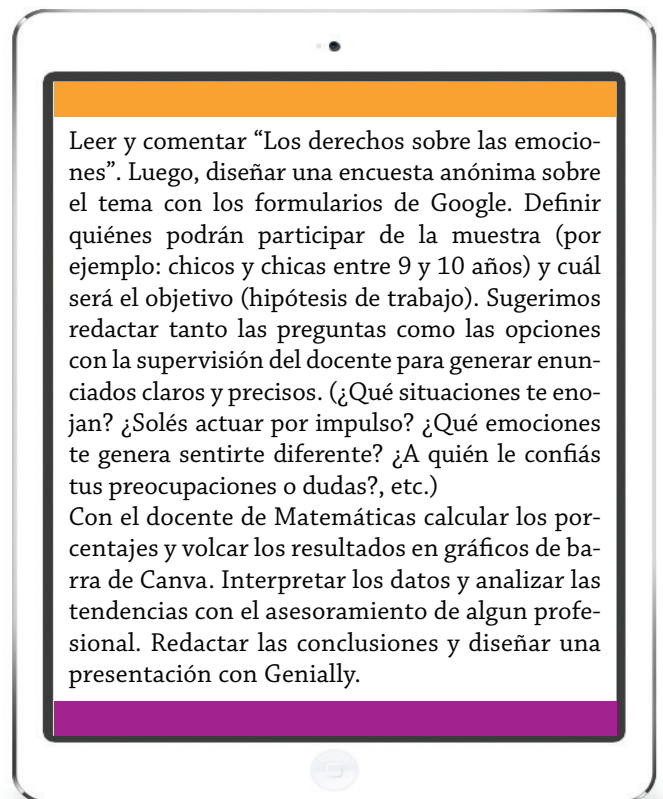 Leer y comentar “Los derechos sobre las emocio-
nes”. Luego, diseñar una encuesta anónima sobre
el tema con los formularios de Google. Definir
quiénes podrán participar de la muestra (por
ejemplo: chicos y chicas entre 9 y 10 años) y cuál
será el objetivo (hipótesis de trabajo). Sugerimos
redactar tanto las preguntas como las opciones
con la supervisión del docente para generar enun-
ciados claros y precisos. (¿Qué situaciones te eno-
jan? ¿Solés actuar por impulso? ¿Qué emociones
te genera sentirte diferente? ¿A quién le confiás
tus preocupaciones o dudas?, etc.)
Con el docente de Matemáticas calcular los por-
centajes y volcar los resultados en gráficos de ba-
rra de Canva. Interpretar los datos y analizar las
tendencias con el asesoramiento de algun profe-
sional. Redactar las conclusiones y diseñar una
presentación con Genially.